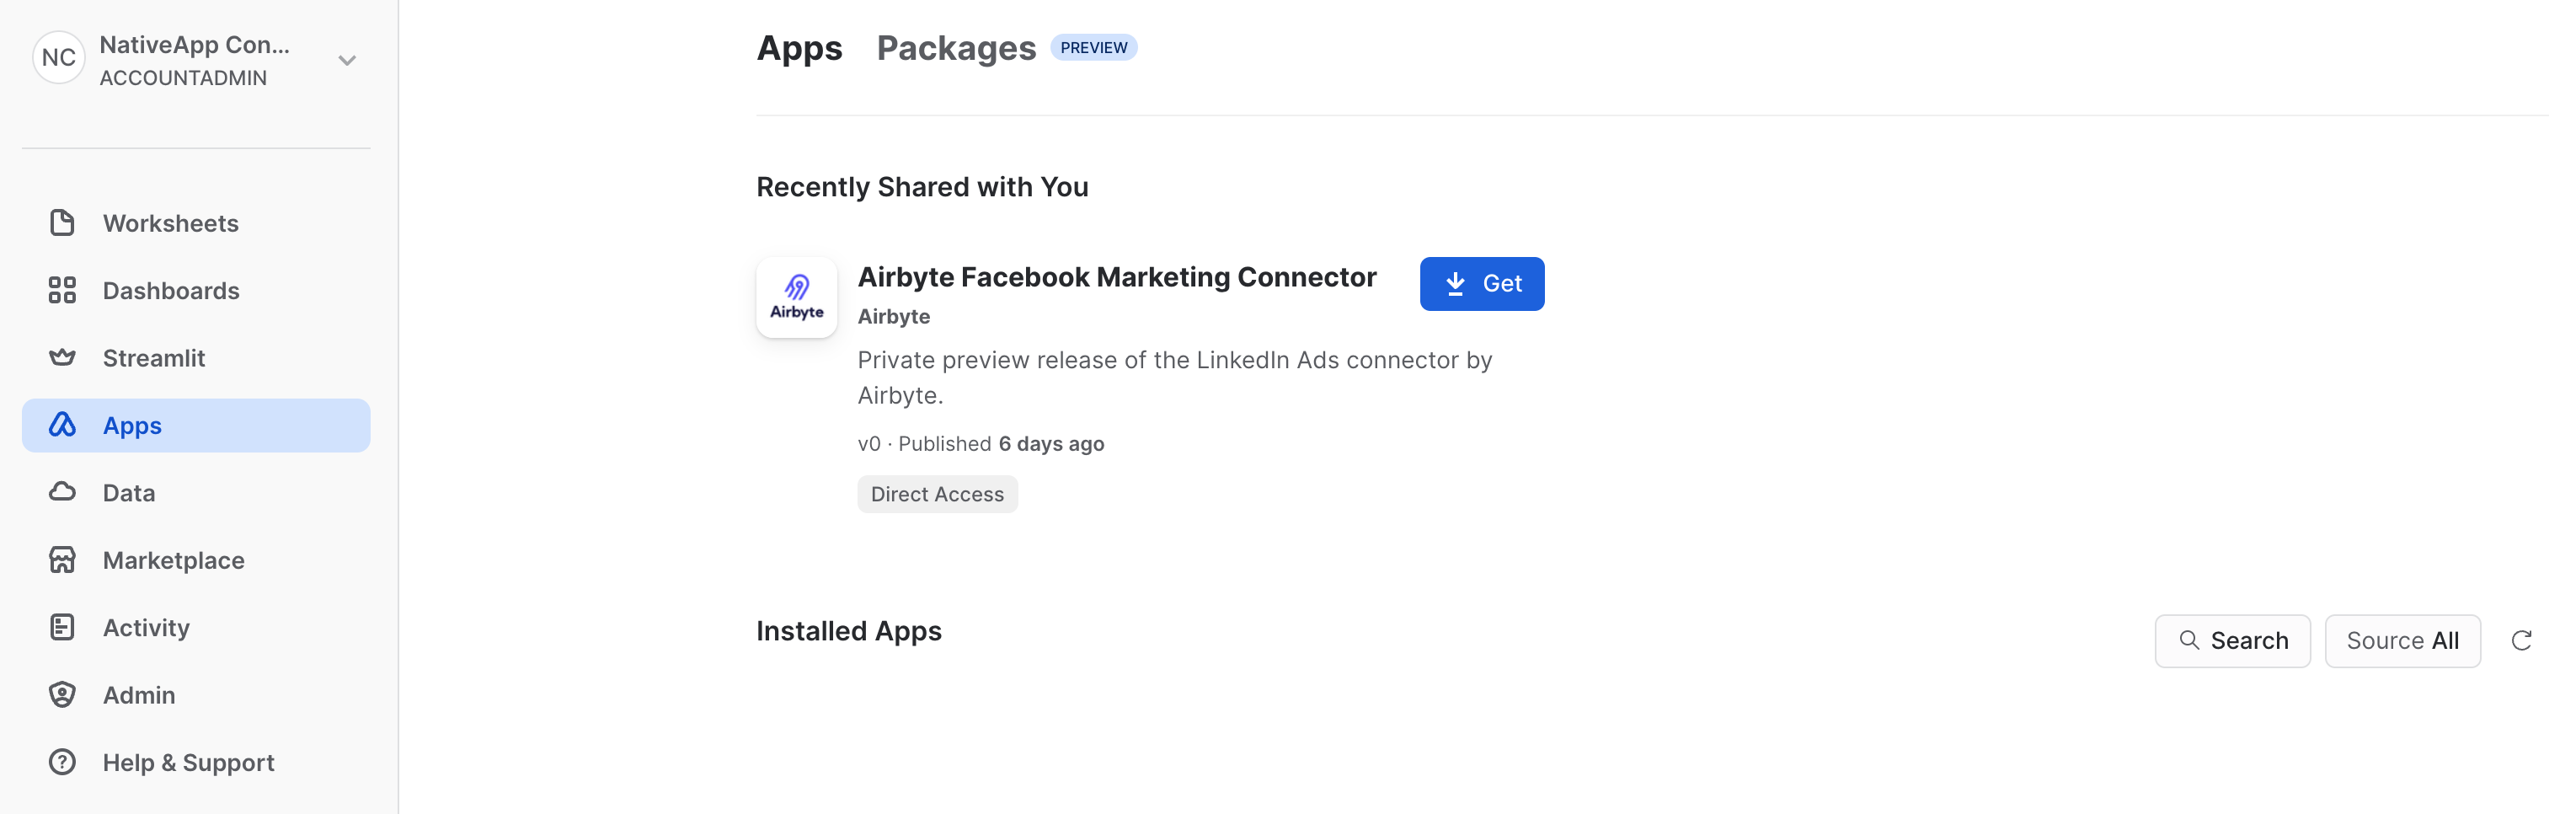 NC
NativeApp Con...
ACCOUNTADMIN
Worksheets
Dashboards
Streamlit
Apps
Data
Marketplace
Activity
Admin
Help & Support
Apps Packages PREVIEW
Recently Shared with You
Airbyte
Airbyte Facebook Marketing Connector
Get
Airbyte
Private preview release of the LinkedIn Ads connector by
Airbyte.
v0 · Published 6 days ago
Direct Access
Installed Apps
Search
Source All